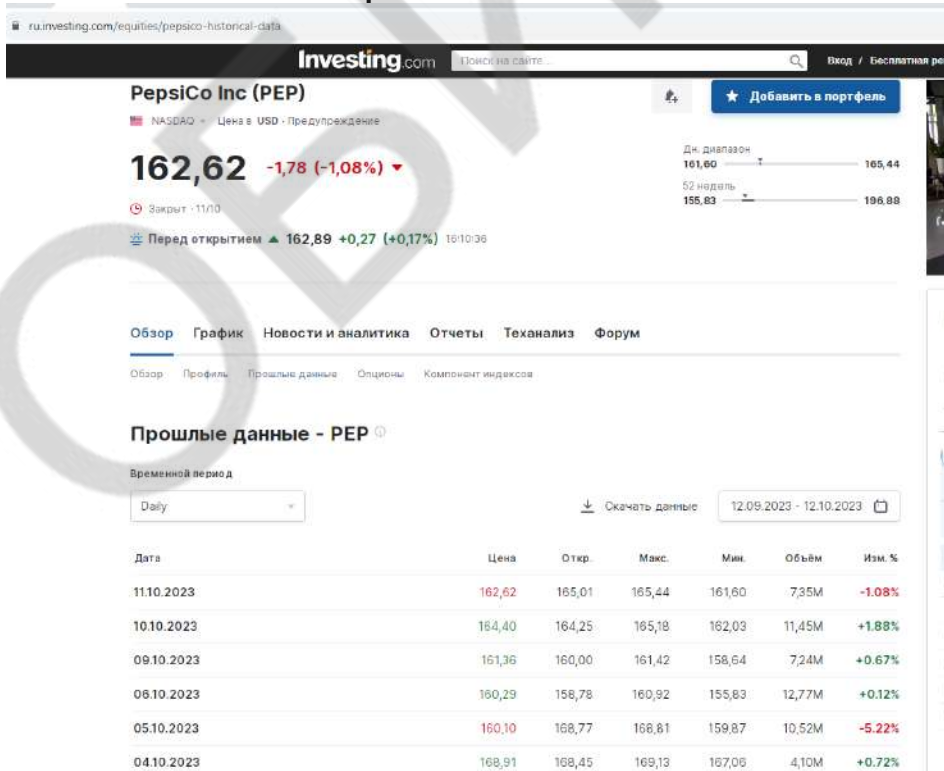 ru.investing.com/equities/pepsico-historical-data
Investing.com Поиск на сайте... Вход / Бесплатная ре
PepsiCo Inc (PEP)
Добавить в портфель
NASDAQ Цена в USD - Предупреждение
162,62 -1,78 (-1,08%)
Дн. диапазон
161,60 165,44
52 недель
155,83 196,88
Закрыт · 11/10
Перед открытием 162,89 +0,27 (+0,17%) 16:10:36
Обзор График Новости и аналитика Отчеты Теханализ Форум
Обзор Профиль Прошлые данные Опционы Компонент индексов
Прошлые данные - PEP
Временной период
Daily Скачать данные 12.09.2023 - 12.10.2023
Дата Цена Откр. Макс. Мин. Объём Изм. %
11.10.2023 162,62 165,01 165,44 161,60 7,35M -1.08%
10.10.2023 164,40 164,25 165,18 162,03 11,45M +1.88%
09.10.2023 161,36 160,00 161,42 158,64 7,24M +0.67%
06.10.2023 160,29 158,78 160,92 155,83 12,77M +0.12%
05.10.2023 160,10 168,77 168,81 159,87 10,52M -5.22%
04.10.2023 168,91 168,45 169,13 167,06 4,10M +0.72%